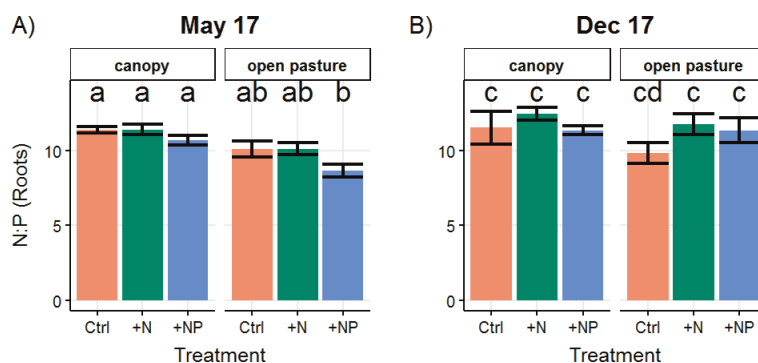 A) May 17
canopy open pasture
a a a ab ab b
10
5
0
N:P (Roots)
Ctrl +N +NP Ctrl +N +NP
Treatment
B) Dec 17
canopy open pasture
c c c cd c c
10
5
0
Ctrl +N +NP Ctrl +N +NP
Treatment